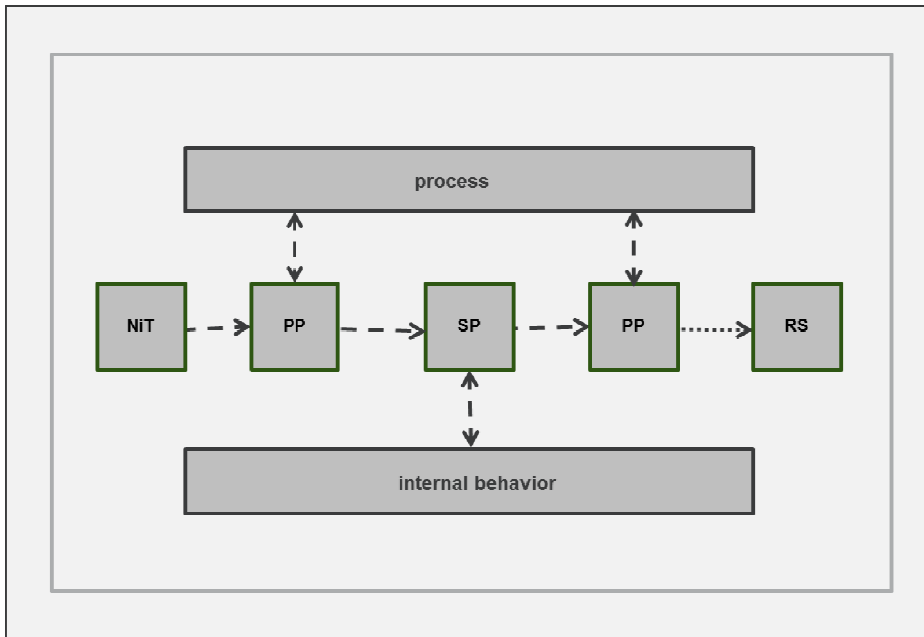 process
NiT
PP
SP
PP
RS
internal behavior